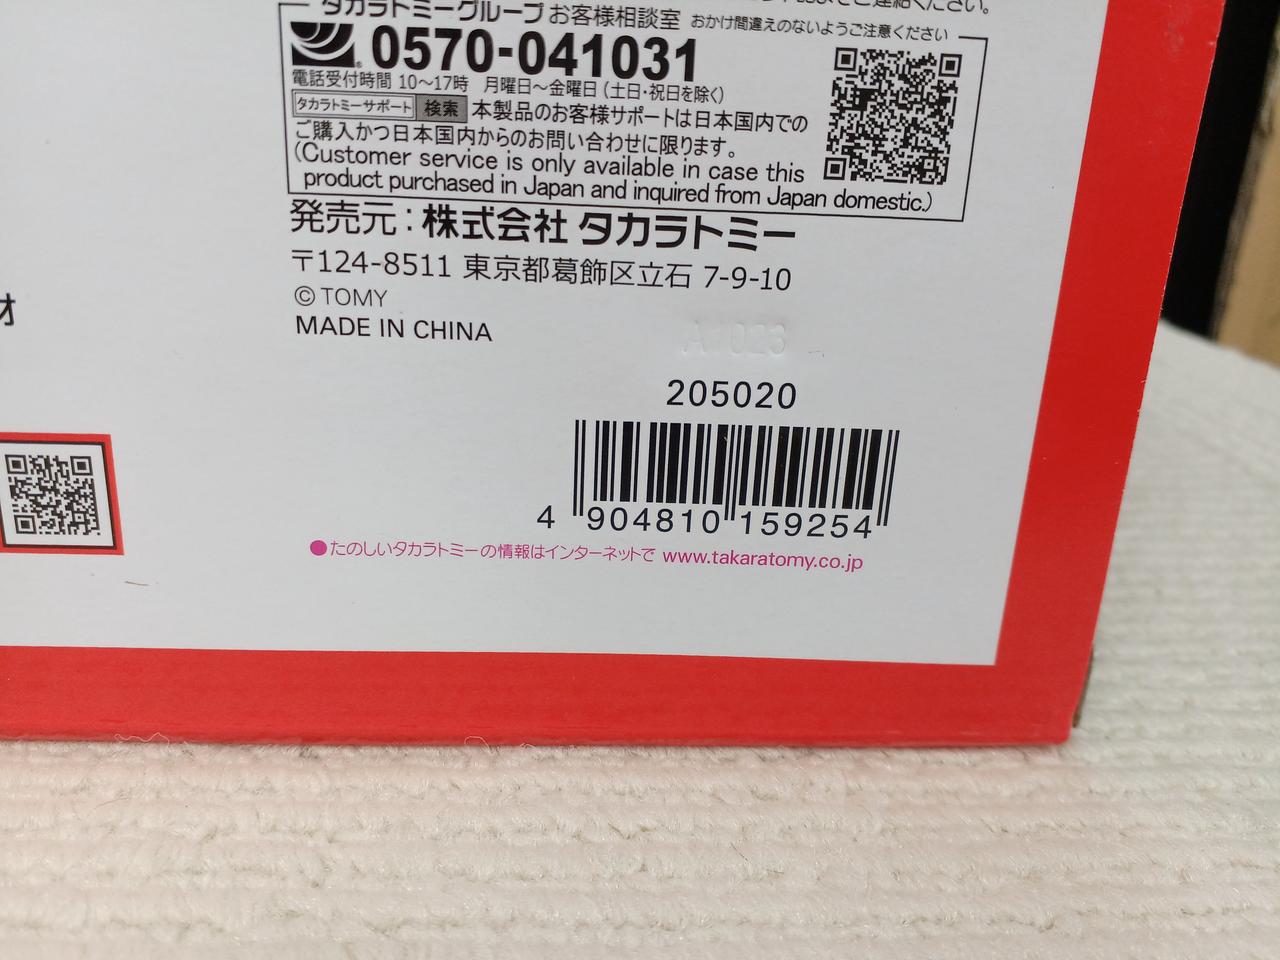 ご連絡ください。
タカラトミーグループお客様相談室 おかけ間違えのないようご注意ください
0570-041031
電話受付時間 10〜17時 月曜日〜金曜日 (土日・祝日を除く)
タカラトミーサポート 検索 本製品のお客様サポートは日本国内での
ご購入かつ日本国内からのお問い合わせに限ります。
(Customer service is only available in case this
product purchased in Japan and inquired from Japan domestic.)
発売元：株式会社 タカラトミー
〒124-8511 東京都葛飾区立石 7-9-10
© TOMY
MADE IN CHINA
オ
A1023
205020
4 904810 159254
●たのしいタカラトミーの情報はインターネットで www.takaratomy.co.jp